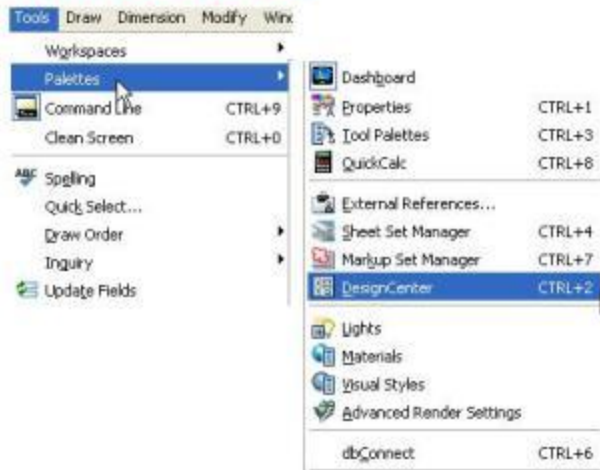 Tools Draw Dimension Modify Winc
Workspaces
Palettes
Command Line CTRL+9
Clean Screen CTRL+0
ABC Spelling
Quick Select...
Draw Order
Inquiry
Update Fields
Dashboard
Properties CTRL+1
Tool Palettes CTRL+3
QuickCalc CTRL+8
External References...
Sheet Set Manager CTRL+4
Markup Set Manager CTRL+7
DesignCenter CTRL+2
Lights
Materials
Visual Styles
Advanced Render Settings
dbConnect CTRL+6